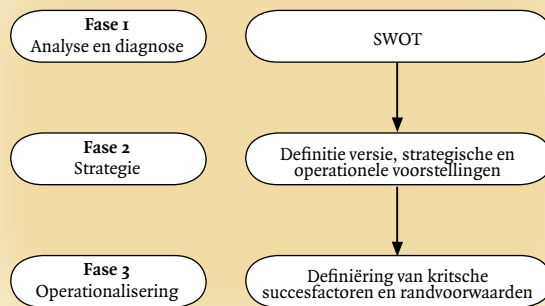 Fase 1
Analyse en diagnose
SWOT
Fase 2
Strategie
Definitie versie, strategische en
operationele voorstellingen
Fase 3
Operationalisering
Definiëring van kritsche
succesfactoren en randvoorwaarden